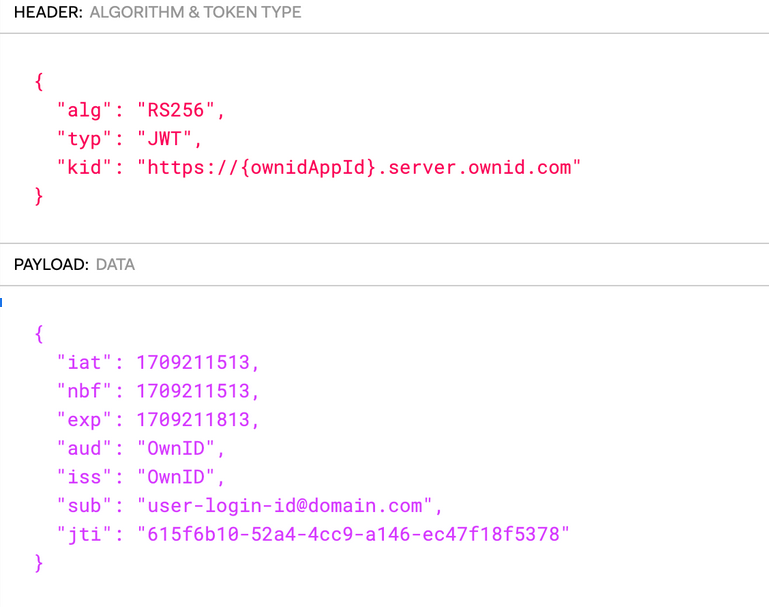 HEADER: ALGORITHM & TOKEN TYPE
{
"alg": "RS256",
"typ": "JWT",
"kid": "https://{ownidAppId}.server.ownid.com"
}
PAYLOAD: DATA
{
"iat": 1709211513,
"nbf": 1709211513,
"exp": 1709211813,
"aud": "OwnID",
"iss": "OwnID",
"sub": "user-login-id@domain.com",
"jti": "615f6b10-52a4-4cc9-a146-ec47f18f5378"
}